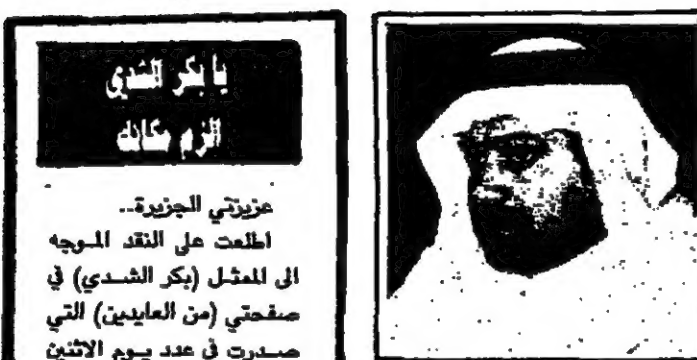 يا بكر الشدي
الزم مكانك
عزيزتي الجزيرة..
اطلعت على النقد الموجه
الى الممثل (بكر الشدي) في
صفحتي (من العايدين) التي
صدرت في عدد يوم الاثنين